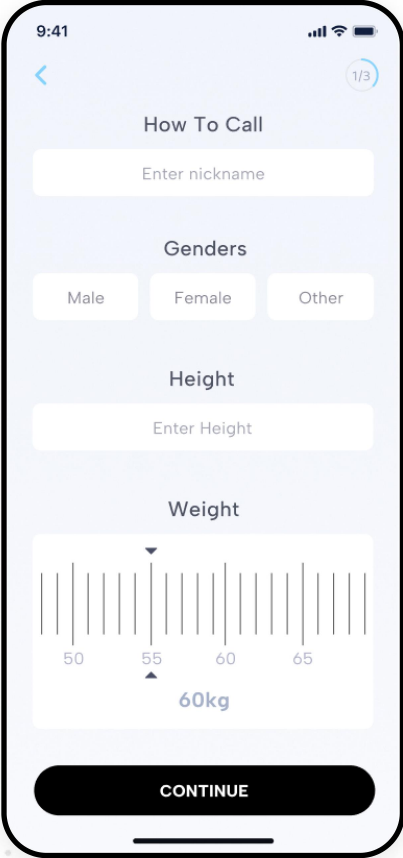 9:41
1/3
How To Call
Enter nickname
Genders
Male Female Other
Height
Enter Height
Weight
50 55 60 65
60kg
CONTINUE